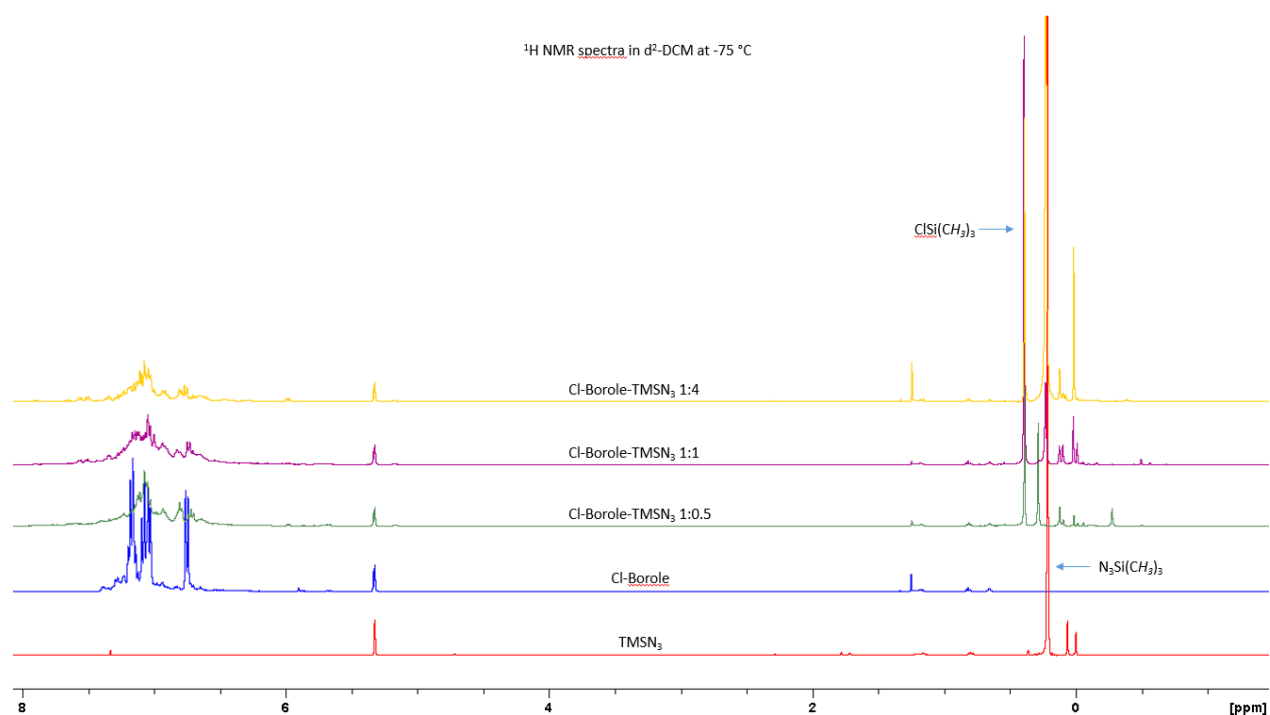 ¹H NMR spectra in d²-DCM at -75 °C
ClSi(CH₃)₃
Cl-Borole-TMSN₃ 1:4
Cl-Borole-TMSN₃ 1:1
Cl-Borole-TMSN₃ 1:0.5
Cl-Borole
N₃Si(CH₃)₃
TMSN₃
8 6 4 2 0 [ppm]